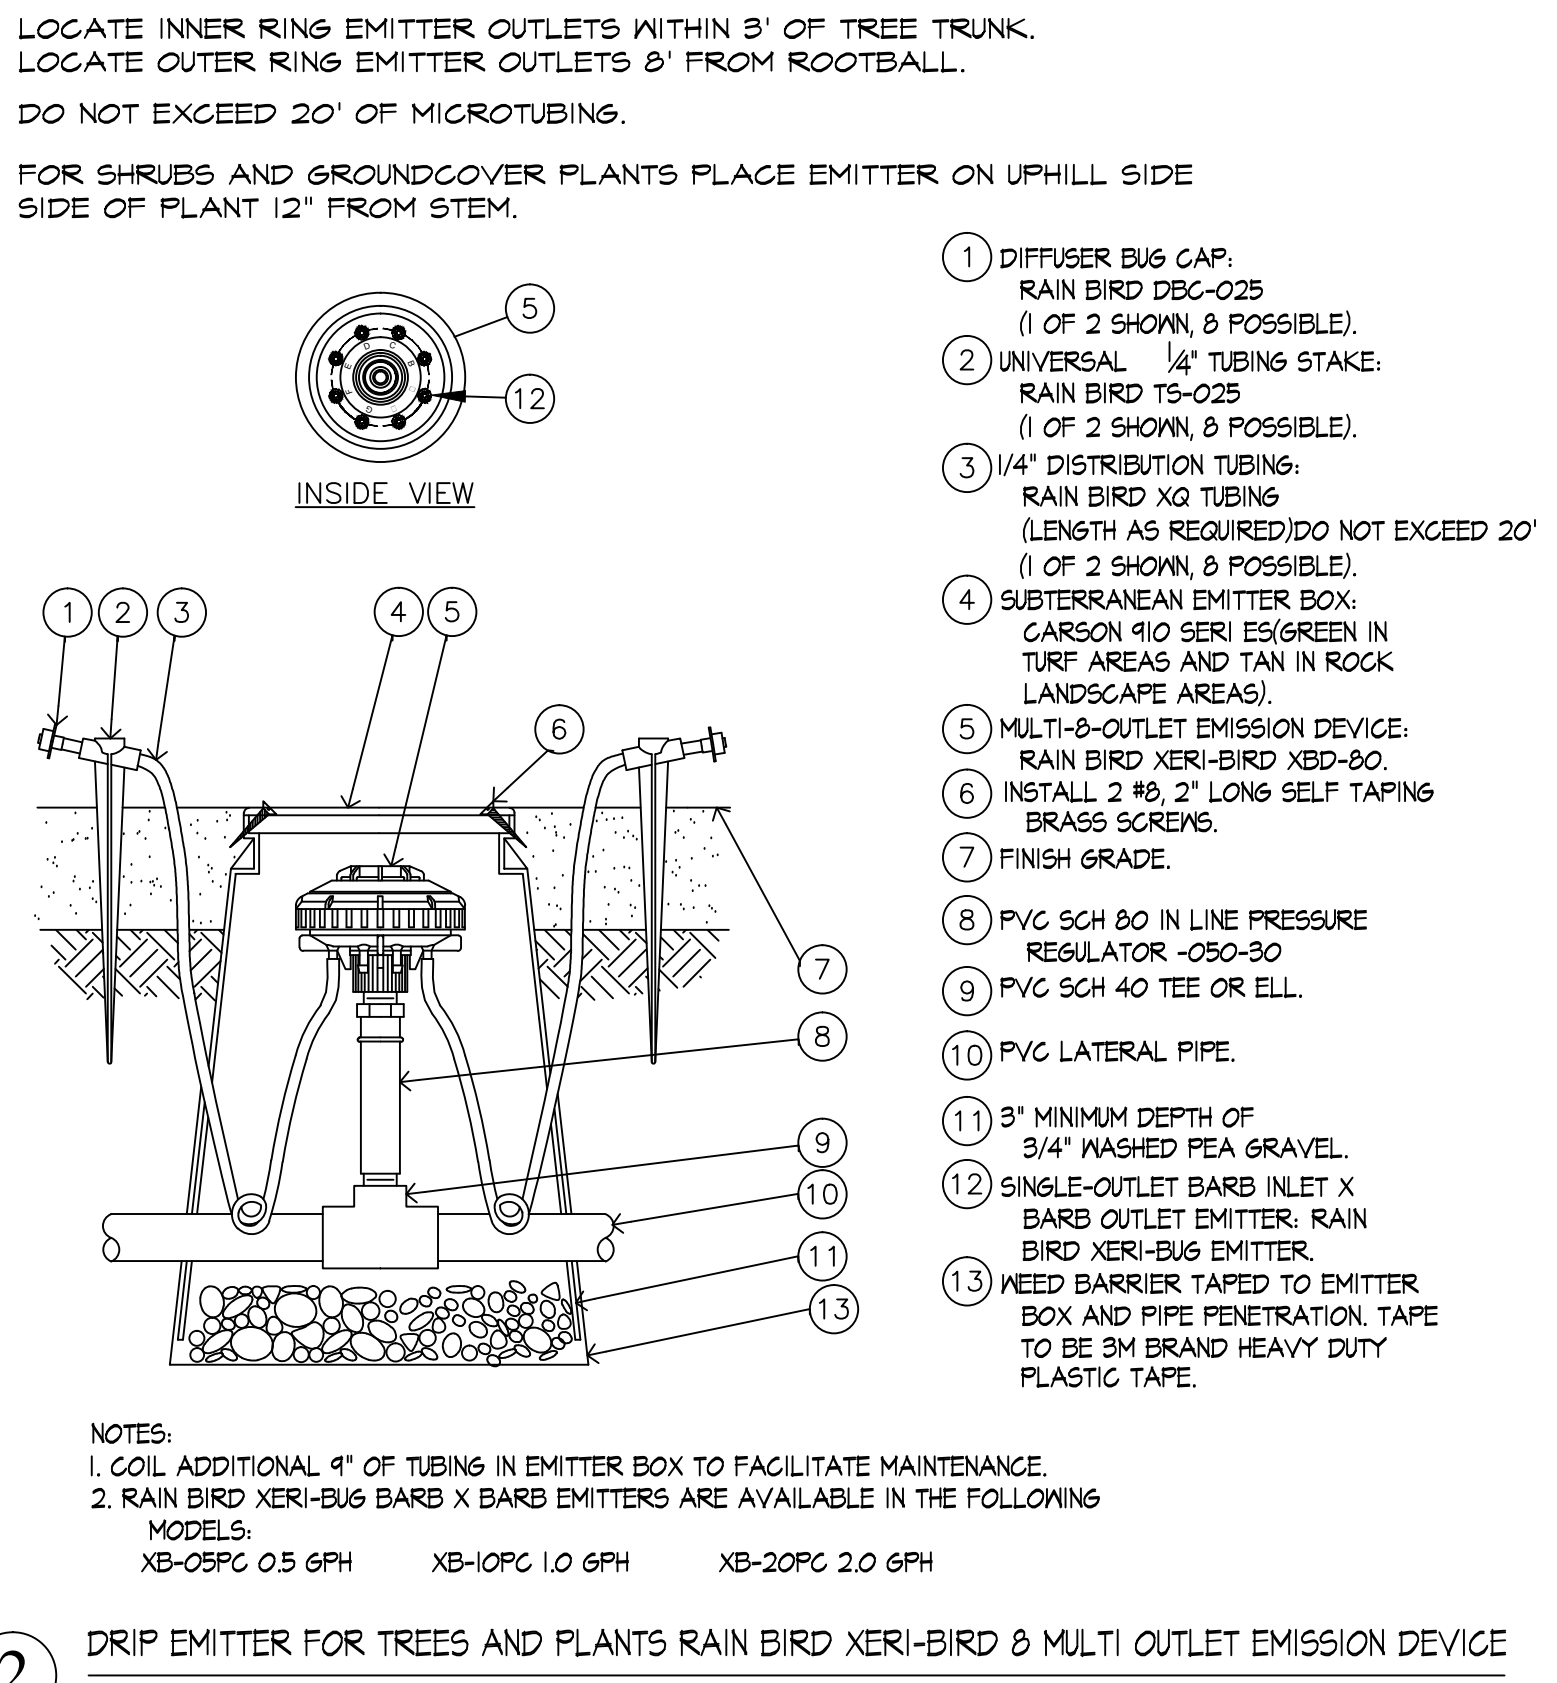 LOCATE INNER RING EMITTER OUTLETS WITHIN 3' OF TREE TRUNK.
LOCATE OUTER RING EMITTER OUTLETS 8' FROM ROOTBALL.
DO NOT EXCEED 20' OF MICROTUBING.
FOR SHRUBS AND GROUNDCOVER PLANTS PLACE EMITTER ON UPHILL SIDE
SIDE OF PLANT 12" FROM STEM.
5
12
D C B E F G
INSIDE VIEW
1 2 3 4 5
6
7
8
9
10
11
13
1 DIFFUSER BUG CAP:
RAIN BIRD DBC-025
(1 OF 2 SHOWN, 8 POSSIBLE).
2 UNIVERSAL 1/4" TUBING STAKE:
RAIN BIRD TS-025
(1 OF 2 SHOWN, 8 POSSIBLE).
3 1/4" DISTRIBUTION TUBING:
RAIN BIRD XQ TUBING
(LENGTH AS REQUIRED)DO NOT EXCEED 20'
(1 OF 2 SHOWN, 8 POSSIBLE).
4 SUBTERRANEAN EMITTER BOX:
CARSON 910 SERI ES(GREEN IN
TURF AREAS AND TAN IN ROCK
LANDSCAPE AREAS).
5 MULTI-8-OUTLET EMISSION DEVICE:
RAIN BIRD XERI-BIRD XBD-80.
6 INSTALL 2 #8, 2" LONG SELF TAPING
BRASS SCREWS.
7 FINISH GRADE.
8 PVC SCH 80 IN LINE PRESSURE
REGULATOR -050-30
9 PVC SCH 40 TEE OR ELL.
10 PVC LATERAL PIPE.
11 3" MINIMUM DEPTH OF
3/4" WASHED PEA GRAVEL.
12 SINGLE-OUTLET BARB INLET X
BARB OUTLET EMITTER: RAIN
BIRD XERI-BUG EMITTER.
13 WEED BARRIER TAPED TO EMITTER
BOX AND PIPE PENETRATION. TAPE
TO BE 3M BRAND HEAVY DUTY
PLASTIC TAPE.
NOTES:
1. COIL ADDITIONAL 9" OF TUBING IN EMITTER BOX TO FACILITATE MAINTENANCE.
2. RAIN BIRD XERI-BUG BARB X BARB EMITTERS ARE AVAILABLE IN THE FOLLOWING
MODELS:
XB-05PC 0.5 GPH XB-10PC 1.0 GPH XB-20PC 2.0 GPH
2 DRIP EMITTER FOR TREES AND PLANTS RAIN BIRD XERI-BIRD 8 MULTI OUTLET EMISSION DEVICE